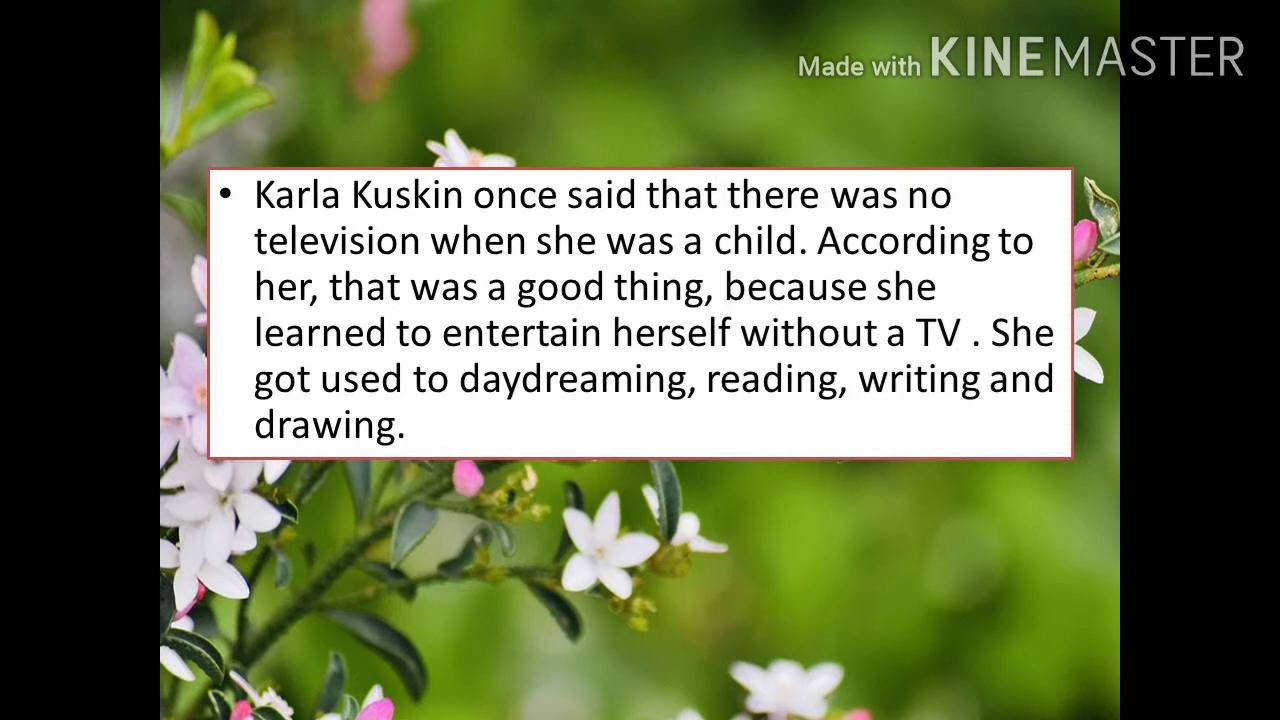 Made with KINEMASTER
• Karla Kuskin once said that there was no
television when she was a child. According to
her, that was a good thing, because she
learned to entertain herself without a TV . She
got used to daydreaming, reading, writing and
drawing.